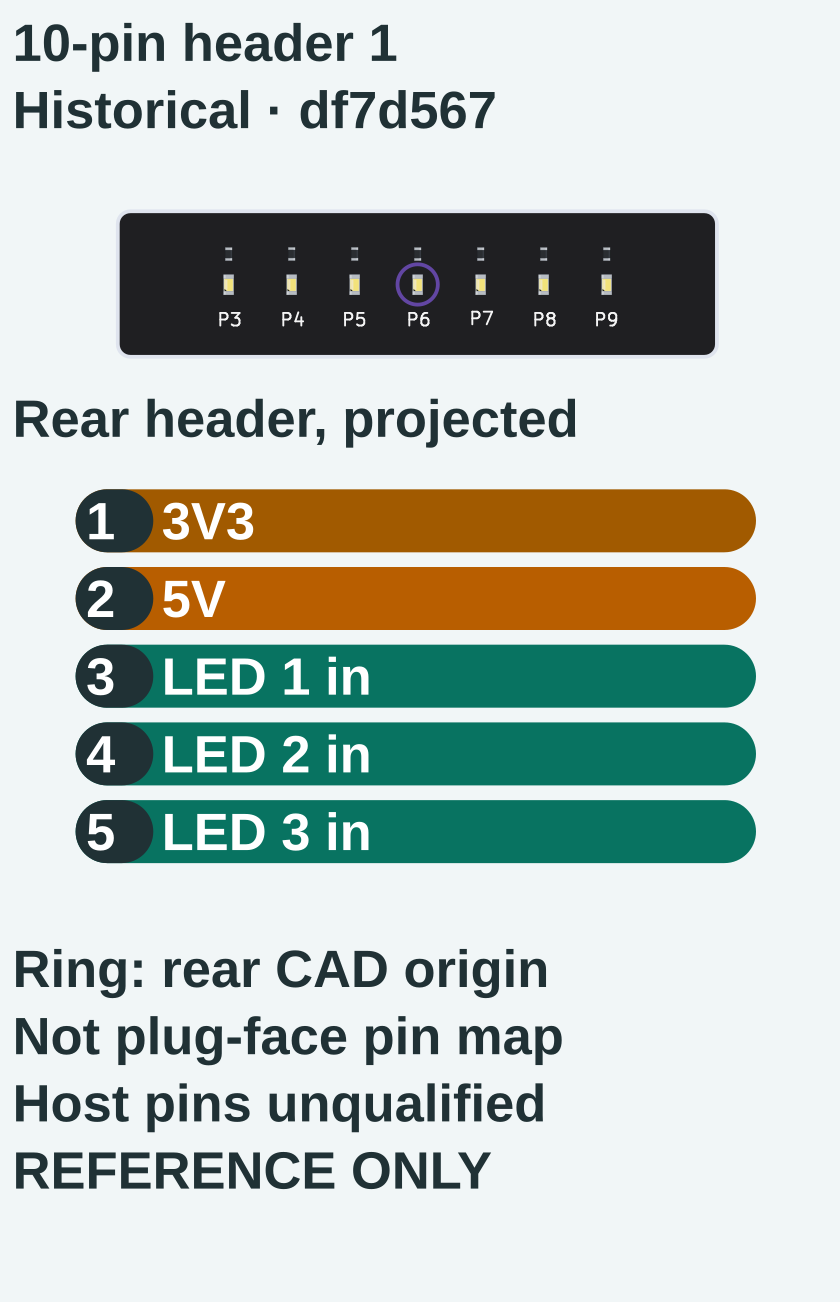 10-pin header 1
Historical · df7d567
P3 P4 P5 P6 P7 P8 P9
Rear header, projected
1 3V3
2 5V
3 LED 1 in
4 LED 2 in
5 LED 3 in
Ring: rear CAD origin
Not plug-face pin map
Host pins unqualified
REFERENCE ONLY